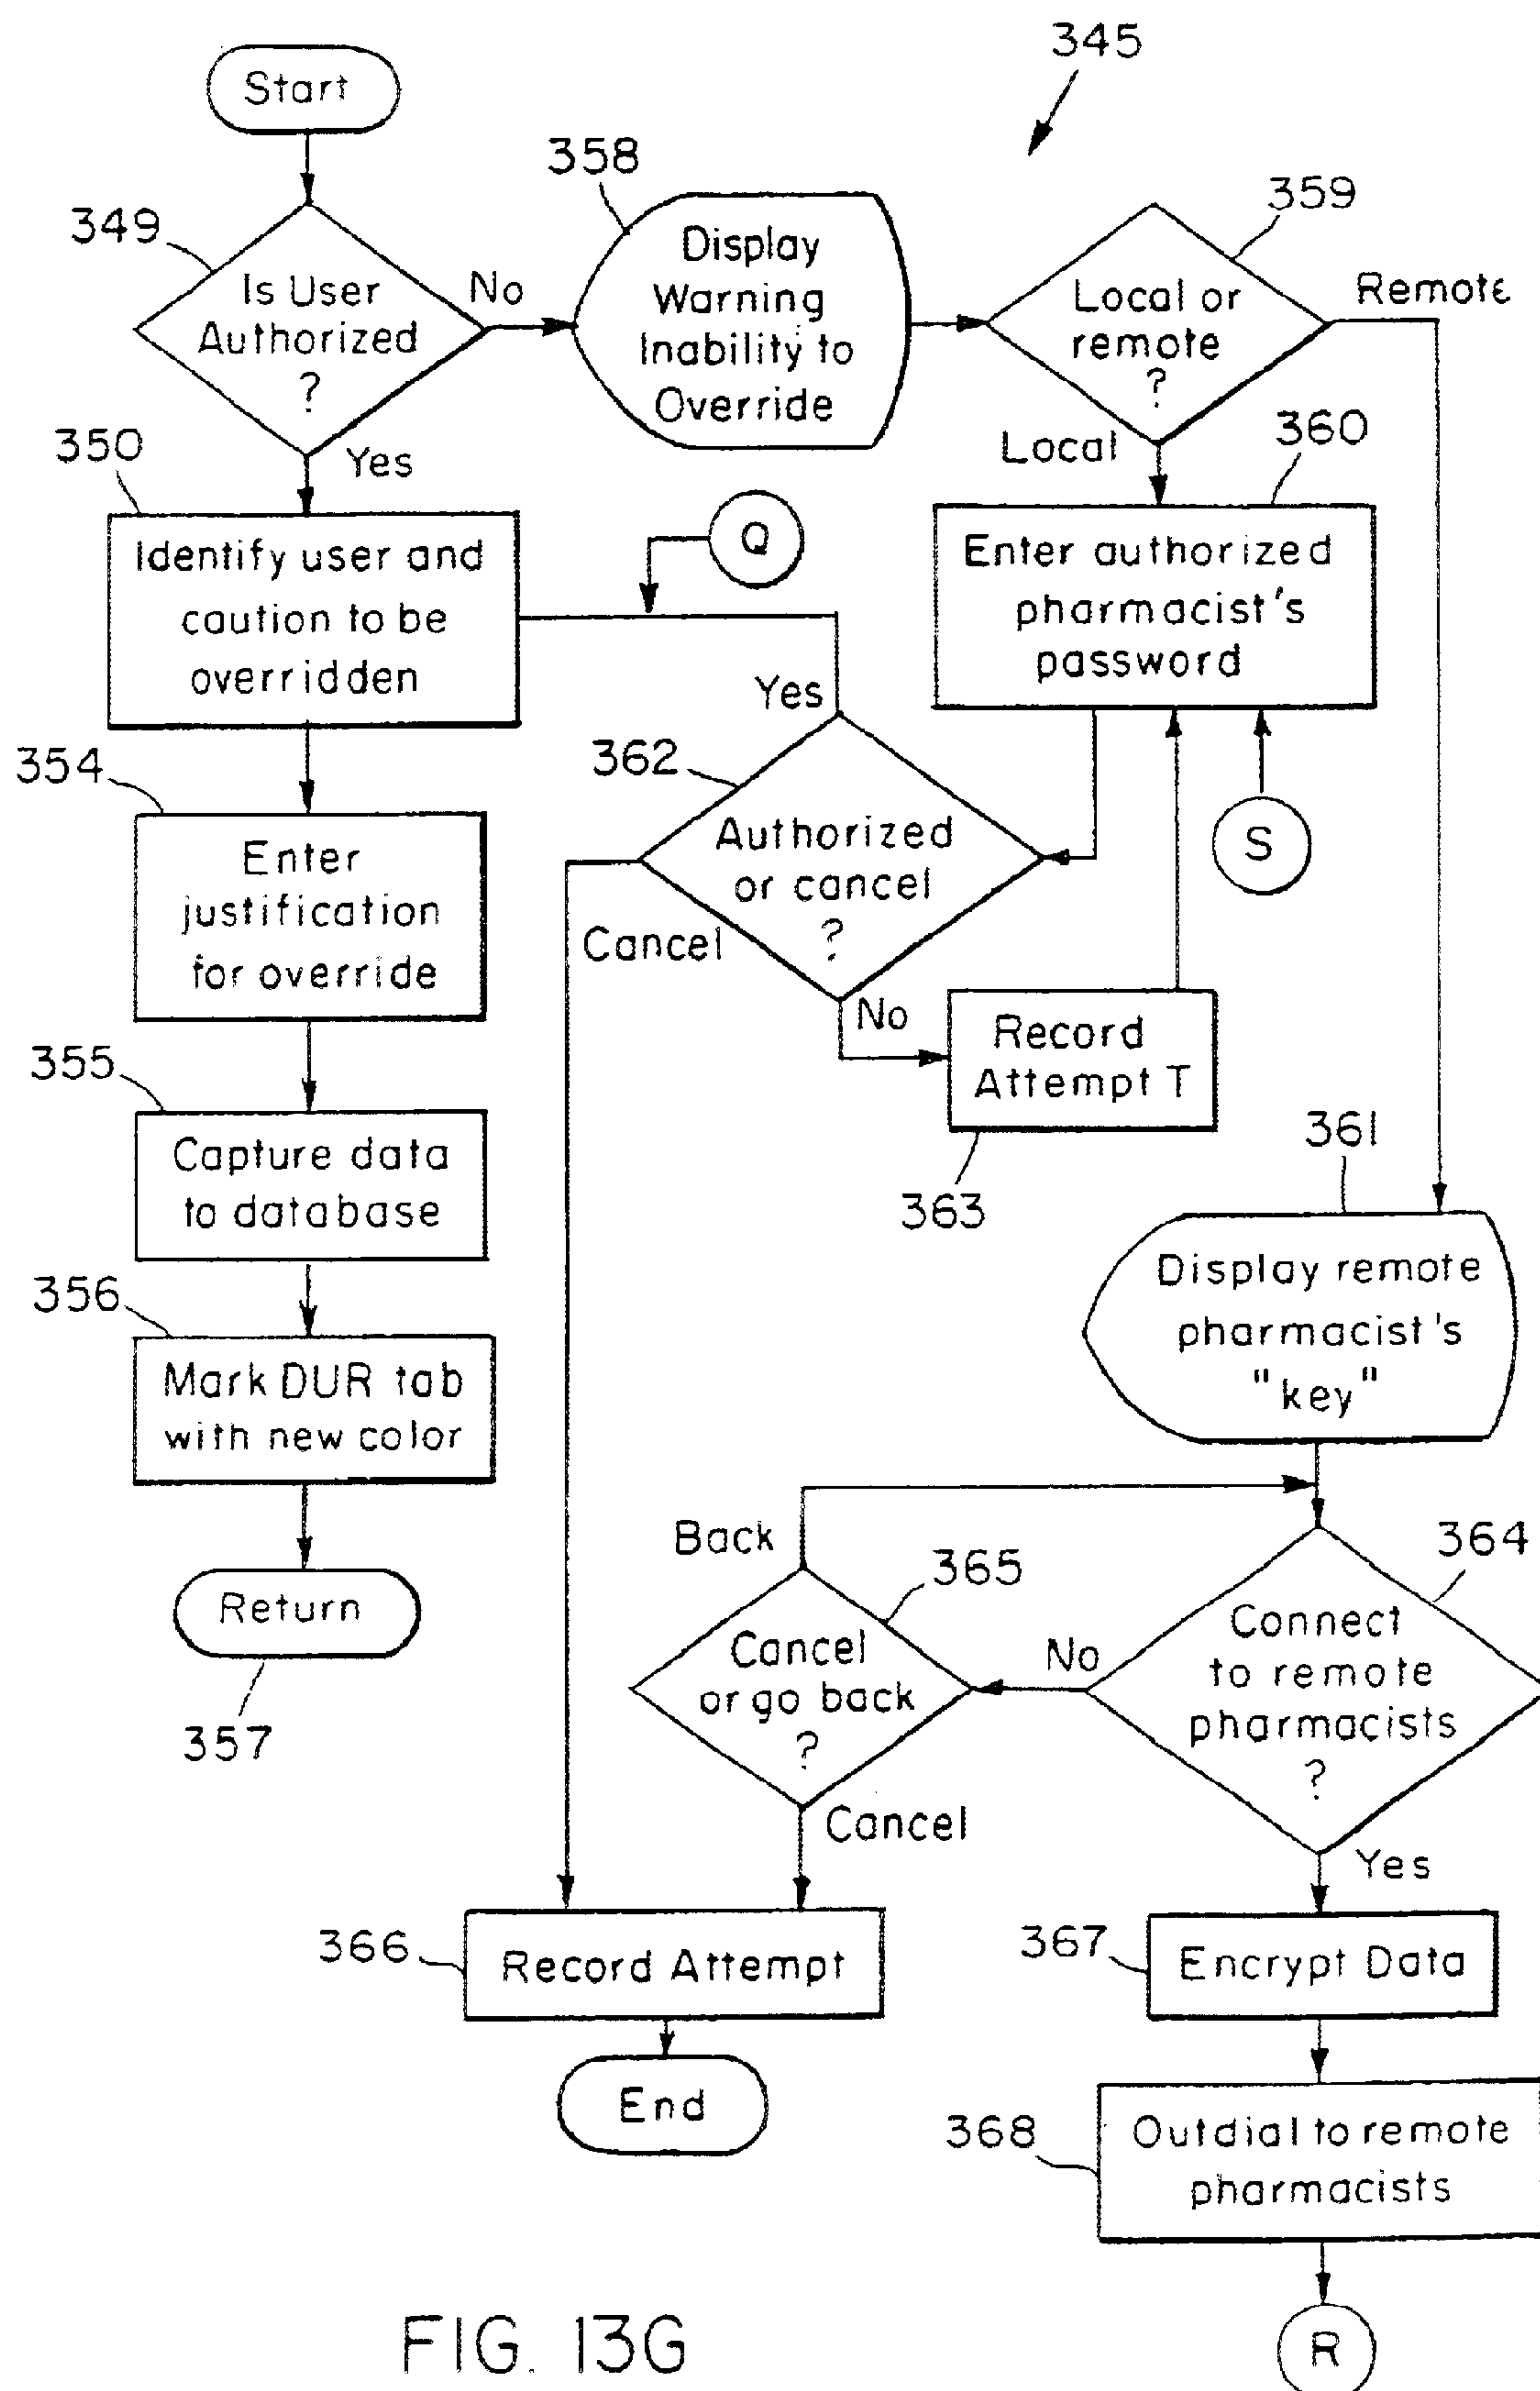 345
Start
358
359
349
Is User
Authorized
?
No
Display
Warning
Inability to
Override
Local or
remote
?
Remote
350
Yes
Local
360
Identify user and
caution to be
overridden
Q
Enter authorized
pharmacist's
password
Yes
354
362
Enter
justification
for override
Authorized
or cancel
?
S
Cancel
No
Record
Attempt T
363
355
Capture data
to database
361
Display remote
pharmacist's
"key"
356
Mark DUR tab
with new color
Back
365
364
Return
357
Cancel
or go back
?
No
Connect
to remote
pharmacists
?
Cancel
Yes
366
Record Attempt
367
Encrypt Data
End
368
Outdial to remote
pharmacists
R
FIG. 13G